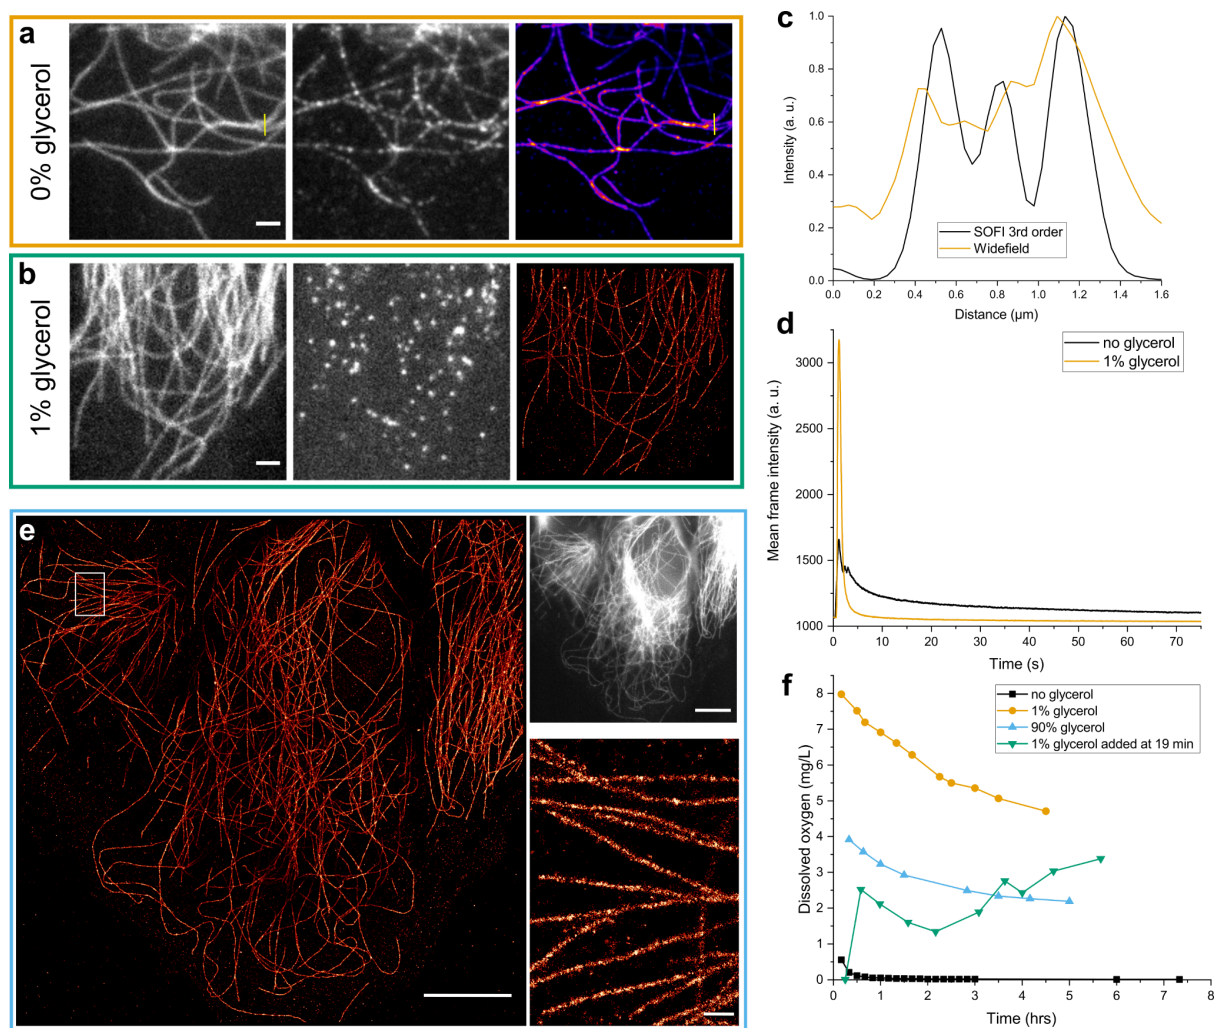 a
0% glycerol
b
1% glycerol
c
Intensity (a. u.)
1.0
0.8
0.6
0.4
0.2
0.0
SOFI 3rd order
Widefield
0.0 0.2 0.4 0.6 0.8 1.0 1.2 1.4 1.6
Distance (µm)
d
Mean frame intensity (a. u.)
3000
2500
2000
1500
1000
no glycerol
1% glycerol
0 10 20 30 40 50 60 70
Time (s)
e
f
Dissolved oxygen (mg/L)
8
7
6
5
4
3
2
1
0
no glycerol
1% glycerol
90% glycerol
1% glycerol added at 19 min
0 1 2 3 4 5 6 7 8
Time (hrs)